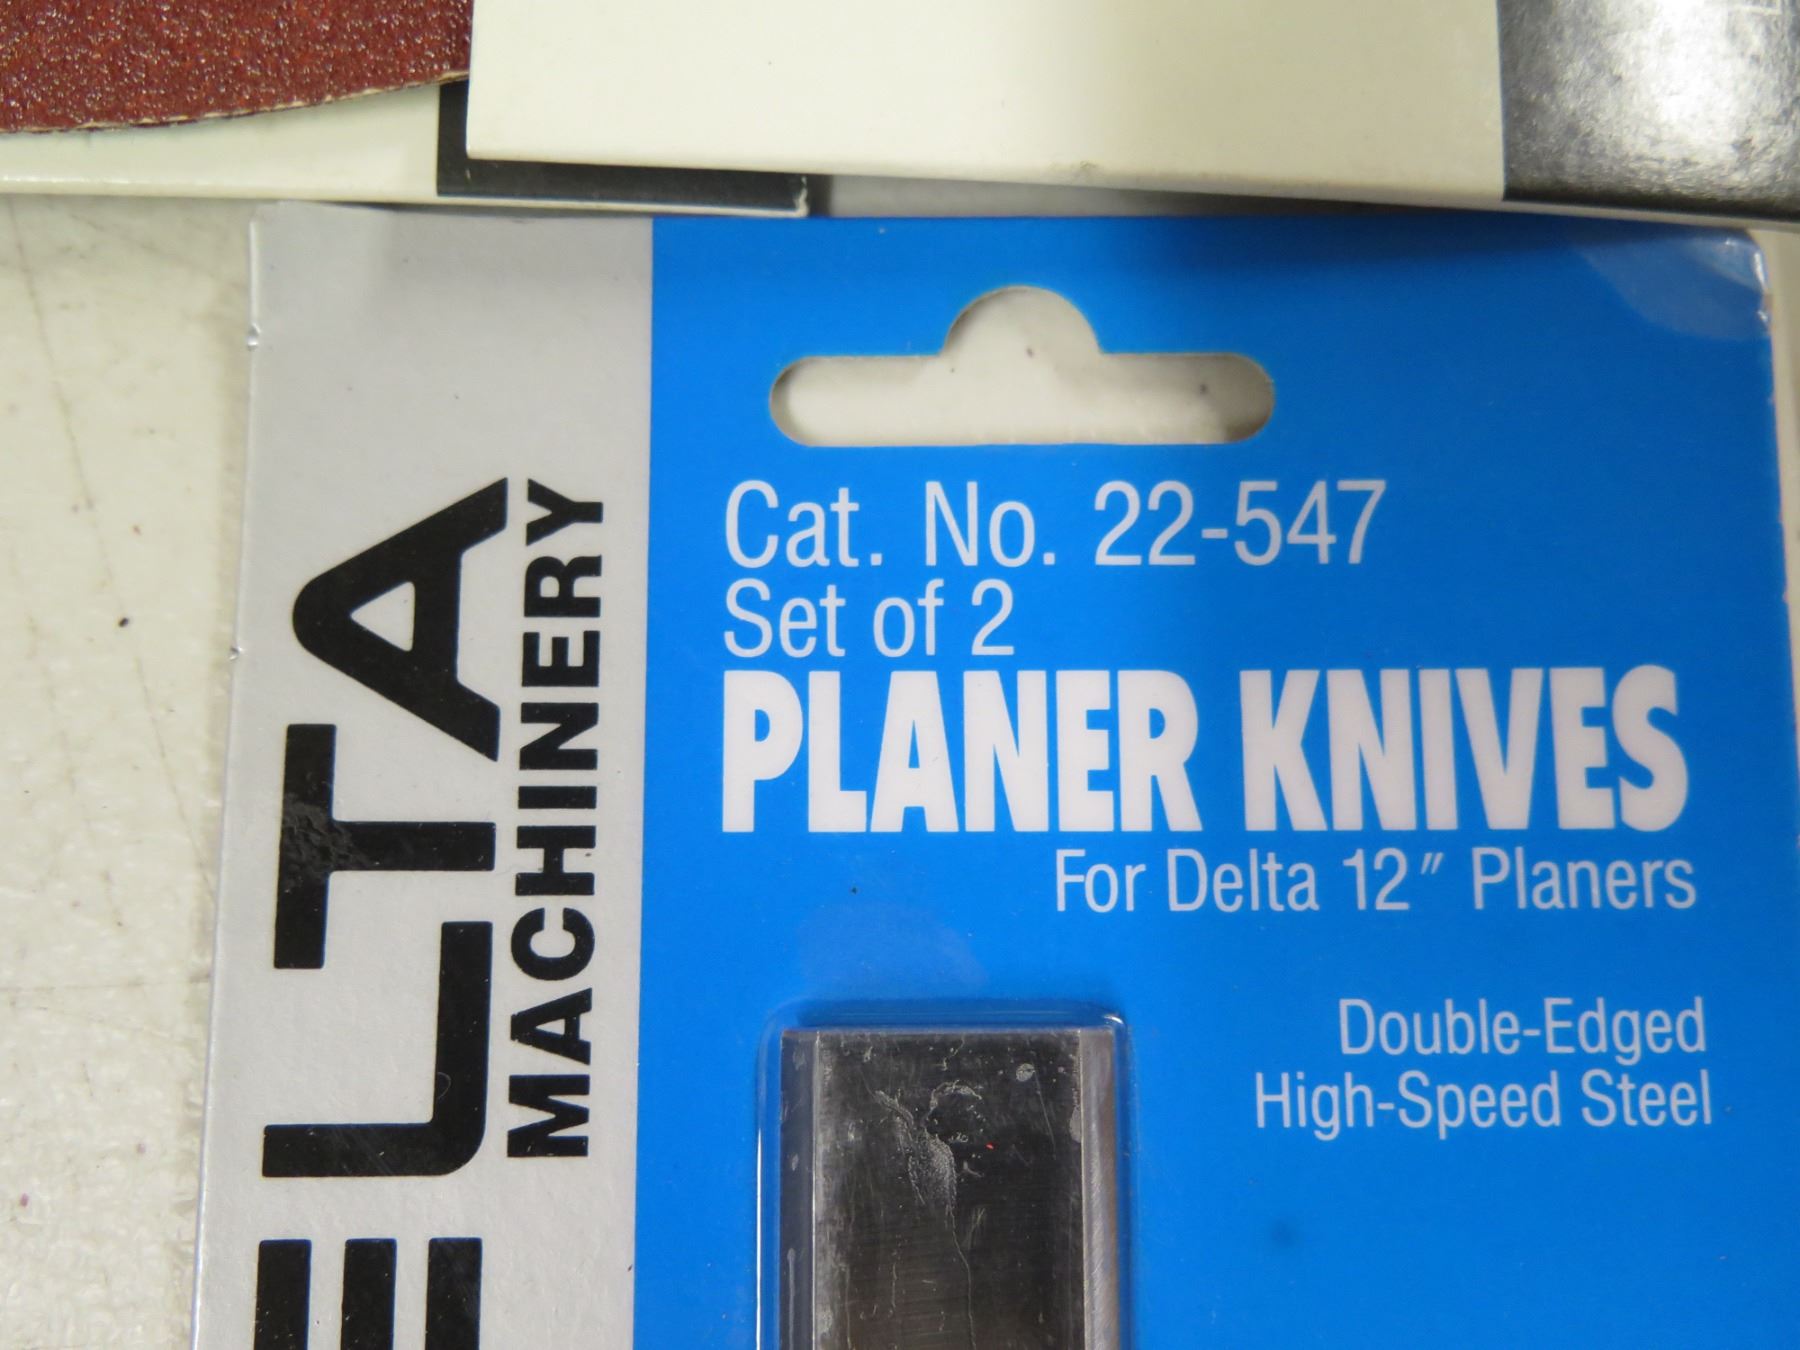 Cat. No. 22-547
Set of 2
PLANER KNIVES
For Delta 12" Planers
Double-Edged
High-Speed Steel
ELTA
MACHINERY